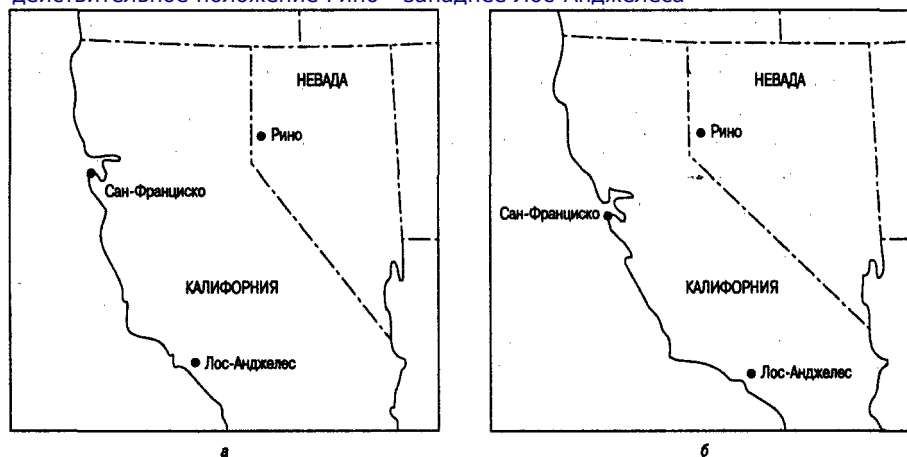 действительное положение Рино – западнее Лос-Анджелеса
НЕВАДА
Рино
Сан-Франциско
КАЛИФОРНИЯ
Лос-Анджелес
а
НЕВАДА
Рино
Сан-Франциско
КАЛИФОРНИЯ
Лос-Анджелес
б